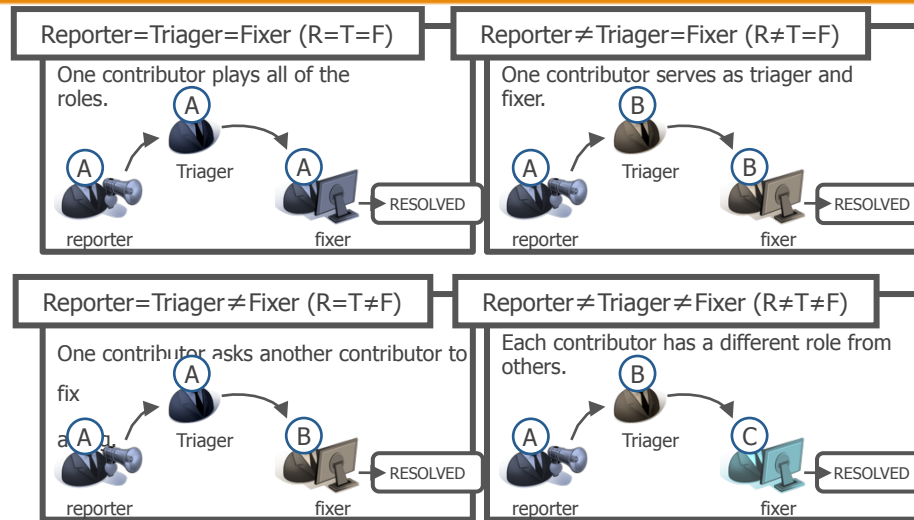 Reporter=Triager=Fixer (R=T=F)
One contributor plays all of the
roles.
A
A
Triager
A
RESOLVED
reporter
fixer
Reporter≠Triager=Fixer (R≠T=F)
One contributor serves as triager and
fixer.
B
A
Triager
B
RESOLVED
reporter
fixer
Reporter=Triager≠Fixer (R=T≠F)
One contributor asks another contributor to
fix
A
A
Triager
B
RESOLVED
reporter
fixer
Reporter≠Triager≠Fixer (R≠T≠F)
Each contributor has a different role from
others.
B
A
Triager
C
RESOLVED
reporter
fixer